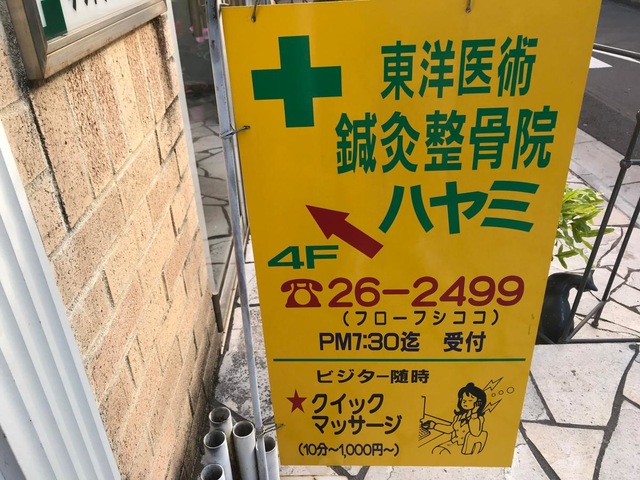 東洋医術
鍼灸整骨院
ハヤミ
4F
☎26-2499
(フローフシココ)
PM7:30迄 受付
ビジター随時
★クイック
マッサージ
(10分〜1,000円〜)